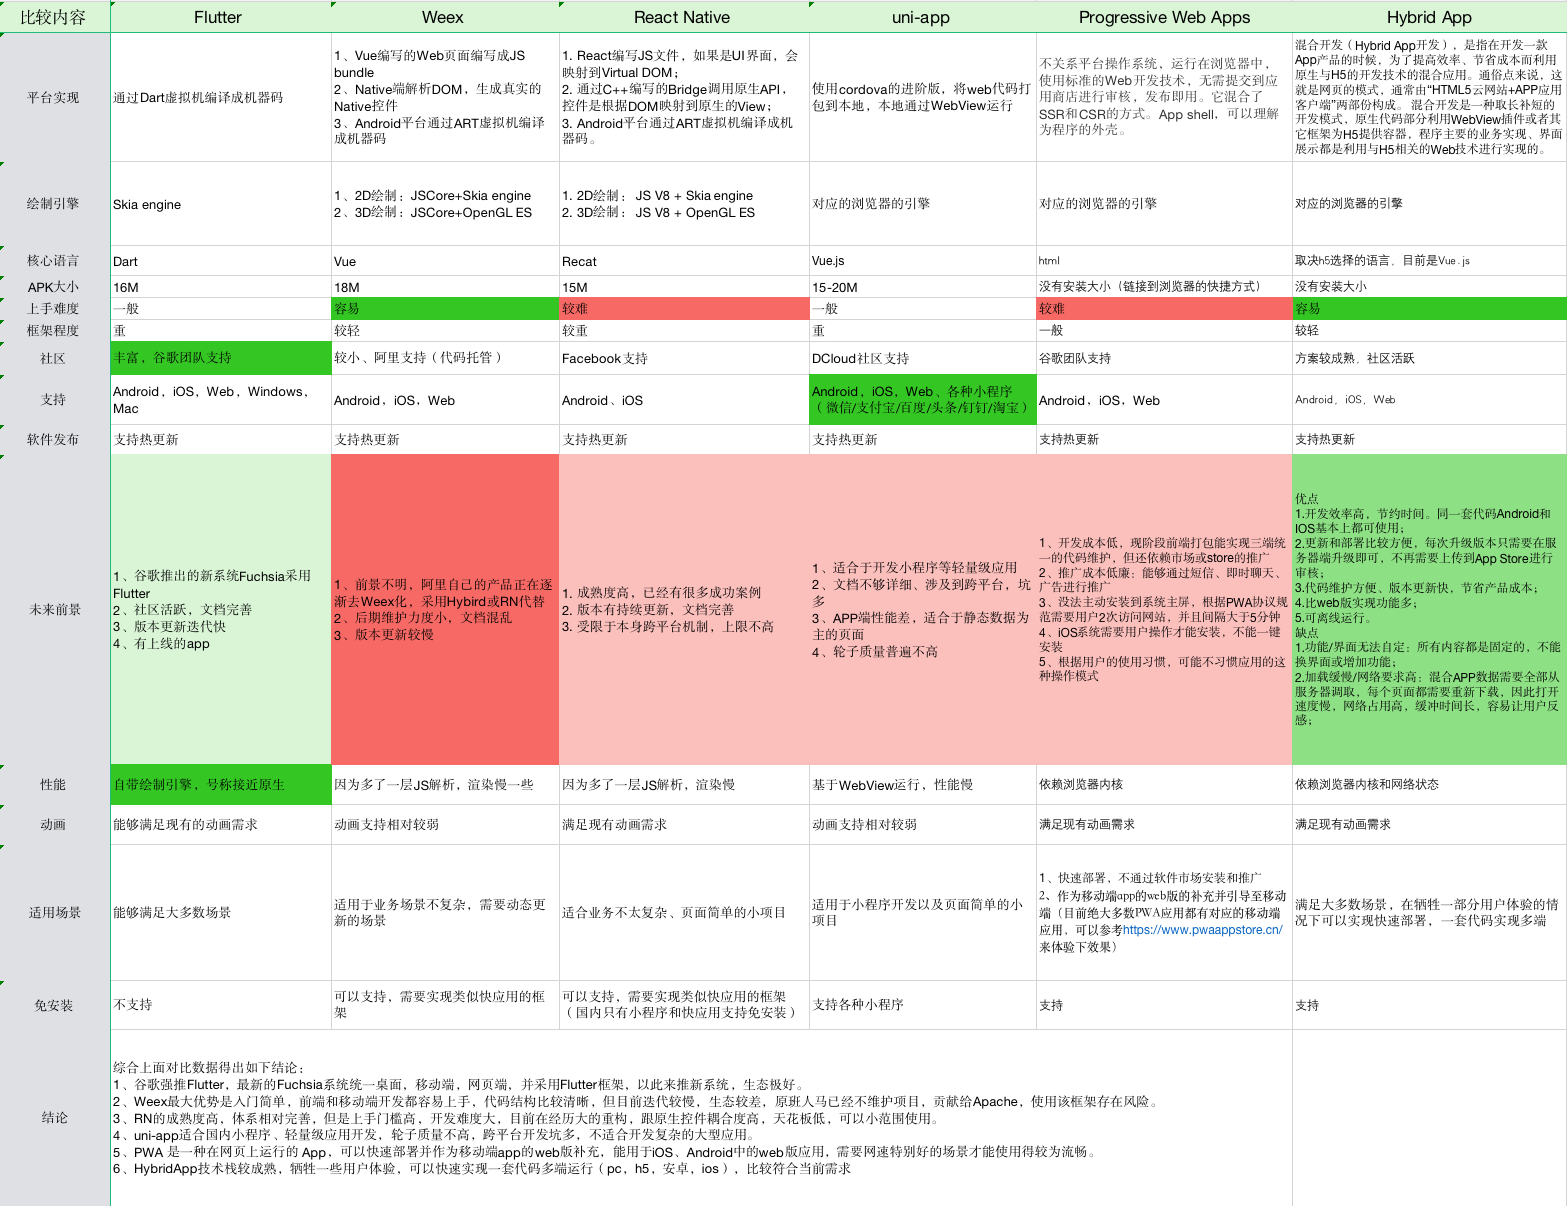 比较内容
Flutter
Weex
React Native
uni-app
Progressive Web Apps
Hybrid App
平台实现
通过Dart虚拟机编译成机器码
1、Vue编写的Web页面编写成JS
bundle
2、Native端解析DOM，生成真实的
Native控件
3、Android平台通过ART虚拟机编译
成机器码
1. React编写JS文件，如果是UI界面，会
映射到Virtual DOM；
2. 通过C++编写的Bridge调用原生API，
控件是根据DOM映射到原生的View；
3. Android平台通过ART虚拟机编译成机
器码。
使用cordova的进阶版，将web代码打
包到本地，本地通过WebView运行
不关系平台操作系统，运行在浏览器中，
使用标准的Web开发技术，无需提交到应
用商店进行审核，发布即用。它混合了
SSR和CSR的方式。App shell，可以理解
为程序的外壳。
混合开发（Hybrid App开发），是指在开发一款
App产品的时候，为了提高效率、节省成本而利用
原生与H5的开发技术的混合应用。通俗点来说，这
就是网页的模式，通常由“HTML5云网站+APP应用
客户端”两部份构成。 混合开发是一种取长补短的
开发模式，原生代码部分利用WebView插件或者其
它框架为H5提供容器，程序主要的业务实现、界面
展示都是利用与H5相关的Web技术进行实现的。
绘制引擎
Skia engine
1、2D绘制：JSCore+Skia engine
2、3D绘制：JSCore+OpenGL ES
1. 2D绘制： JS V8 + Skia engine
2. 3D绘制： JS V8 + OpenGL ES
对应的浏览器的引擎
对应的浏览器的引擎
对应的浏览器的引擎
核心语言
Dart
Vue
Recat
Vue.js
html
取决h5选择的语言，目前是Vue.js
APK大小
16M
18M
15M
15-20M
没有安装大小（链接到浏览器的快捷方式）
没有安装大小
上手难度
一般
容易
较难
一般
较难
容易
框架程度
重
较轻
较重
重
一般
较轻
社区
丰富，谷歌团队支持
较小、阿里支持（代码托管）
Facebook支持
DCloud社区支持
谷歌团队支持
方案较成熟，社区活跃
支持
Android，iOS，Web，Windows，
Mac
Android，iOS，Web
Android、iOS
Android，iOS，Web、各种小程序
（微信/支付宝/百度/头条/钉钉/淘宝）
Android，iOS，Web
Android，iOS，Web
软件发布
支持热更新
支持热更新
支持热更新
支持热更新
支持热更新
支持热更新
未来前景
1、谷歌推出的新系统Fuchsia采用
Flutter
2、社区活跃，文档完善
3、版本更新迭代快
4、有上线的app
1、前景不明，阿里自己的产品正在逐
渐去Weex化，采用Hybird或RN代替
2、后期维护力度小，文档混乱
3、版本更新较慢
1. 成熟度高，已经有很多成功案例
2. 版本有持续更新，文档完善
3. 受限于本身跨平台机制，上限不高
1、适合于开发小程序等轻量级应用
2、文档不够详细、涉及到跨平台，坑
多
3、APP端性能差，适合于静态数据为
主的页面
4、轮子质量普遍不高
1、开发成本低，现阶段前端打包能实现三端统
一的代码维护，但还依赖市场或store的推广
2、推广成本低廉：能够通过短信、即时聊天、
广告进行推广
3、没法主动安装到系统主屏，根据PWA协议规
范需要用户2次访问网站，并且间隔大于5分钟
4、iOS系统需要用户操作才能安装，不能一键
安装
5、根据用户的使用习惯，可能不习惯应用的这
种操作模式
优点
1.开发效率高，节约时间。同一套代码Android和
IOS基本上都可使用；
2.更新和部署比较方便，每次升级版本只需要在服
务器端升级即可，不再需要上传到App Store进行
审核；
3.代码维护方便、版本更新快，节省产品成本；
4.比web版实现功能多；
5.可离线运行。
缺点
1.功能/界面无法自定：所有内容都是固定的，不能
换界面或增加功能；
2.加载缓慢/网络要求高：混合APP数据需要全部从
服务器调取，每个页面都需要重新下载，因此打开
速度慢，网络占用高，缓冲时间长，容易让用户反
感；
性能
自带绘制引擎，号称接近原生
因为多了一层JS解析，渲染慢一些
因为多了一层JS解析，渲染慢
基于WebView运行，性能慢
依赖浏览器内核
依赖浏览器内核和网络状态
动画
能够满足现有的动画需求
动画支持相对较弱
满足现有动画需求
动画支持相对较弱
满足现有动画需求
满足现有动画需求
适用场景
能够满足大多数场景
适用于业务场景不复杂，需要动态更
新的场景
适合业务不太复杂、页面简单的小项目
适用于小程序开发以及页面简单的小
项目
1、快速部署，不通过软件市场安装和推广
2、作为移动端app的web版的补充并引导至移动
端（目前绝大多数PWA应用都有对应的移动端
应用，可以参考https://www.pwaappstore.cn/
来体验下效果）
满足大多数场景，在牺牲一部分用户体验的情
况下可以实现快速部署，一套代码实现多端
免安装
不支持
可以支持，需要实现类似快应用的框
架
可以支持，需要实现类似快应用的框架
（国内只有小程序和快应用支持免安装）
支持各种小程序
支持
支持
结论
综合上面对比数据得出如下结论：
1、谷歌强推Flutter，最新的Fuchsia系统统一桌面，移动端，网页端，并采用Flutter框架，以此来推新系统，生态极好。
2、Weex最大优势是入门简单，前端和移动端开发都容易上手，代码结构比较清晰，但目前迭代较慢，生态较差，原班人马已经不维护项目，贡献给Apache，使用该框架存在风险。
3、RN的成熟度高，体系相对完善，但是上手门槛高，开发难度大，目前在经历大的重构，跟原生控件耦合度高，天花板低，可以小范围使用。
4、uni-app适合国内小程序、轻量级应用开发，轮子质量不高，跨平台开发坑多，不适合开发复杂的大型应用。
5、PWA 是一种在网页上运行的 App，可以快速部署并作为移动端app的web版补充，能用于iOS、Android中的web版应用，需要网速特别好的场景才能使用得较为流畅。
6、HybridApp技术栈较成熟，牺牲一些用户体验，可以快速实现一套代码多端运行（pc，h5，安卓，ios），比较符合当前需求